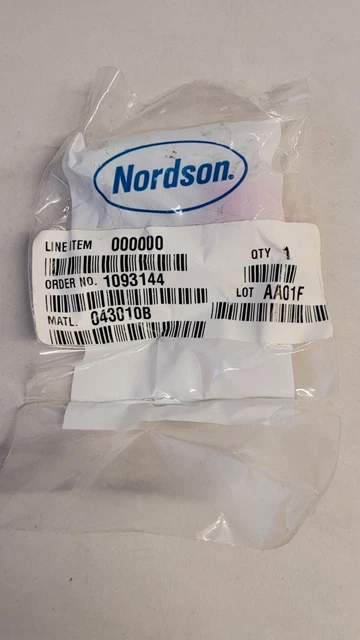 Nordson®
LINE ITEM 000000
QTY 1
ORDER NO. 1093144
LOT AA01F
MATL. 043010B